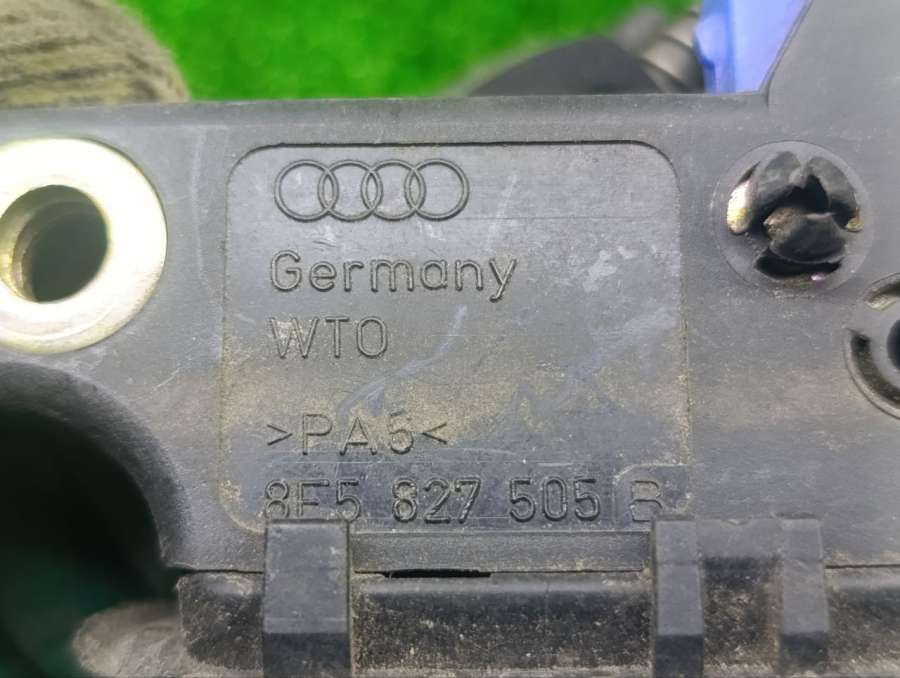 Germany
WTO
>PA6<
8E5 827 505 B